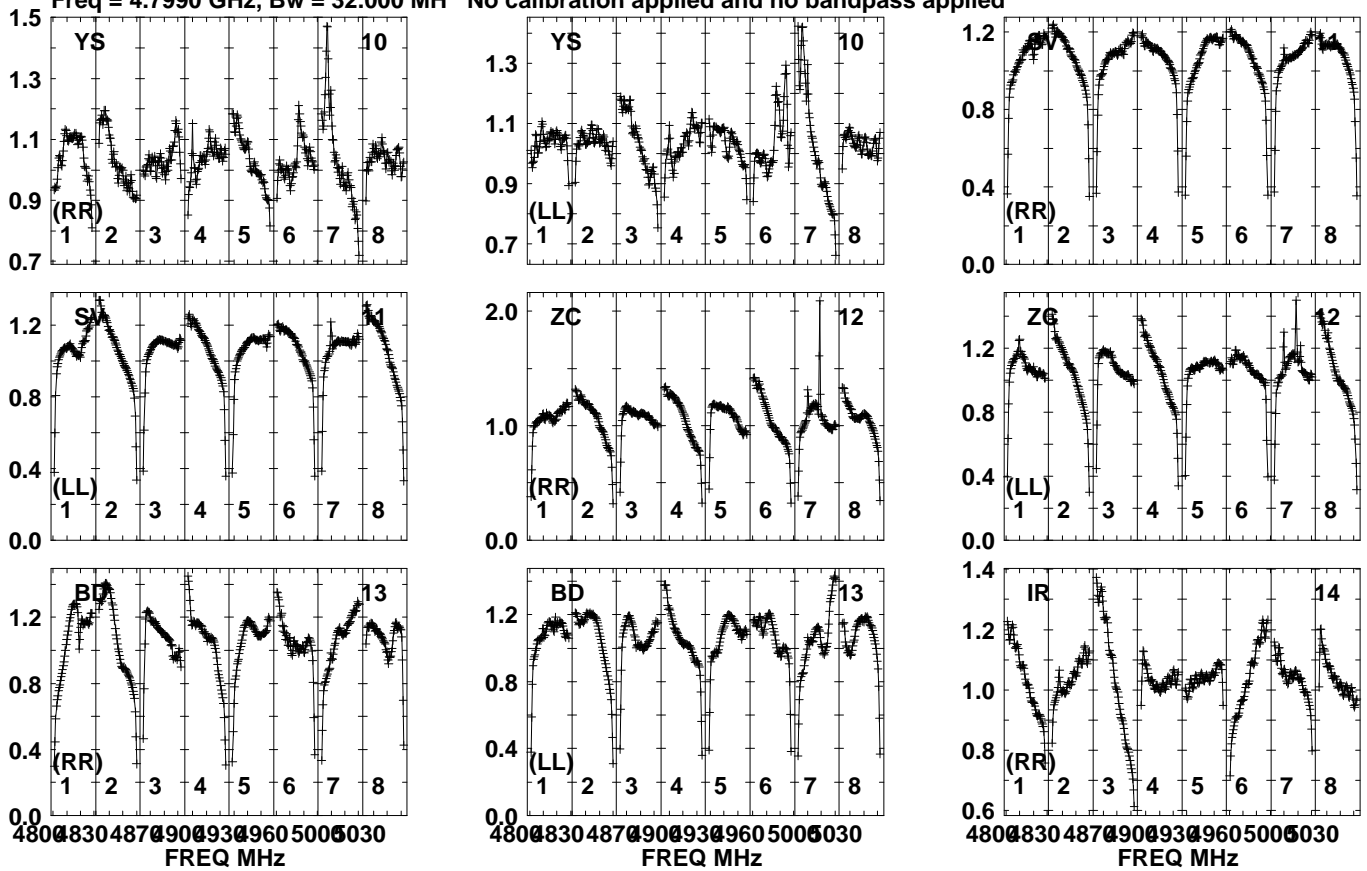 Freq = 4.7990 GHz, Bw = 32.000 MH No calibration applied and no bandpass applied
1.5 YS 10 YS 10 1.2 SV 11
1.3 1.3
1.1 1.1 0.8
0.9 0.9 0.4
(RR) (LL) (RR)
1 2 3 4 5 6 7 8 1 2 3 4 5 6 7 8 1 2 3 4 5 6 7 8
0.7 0.7 0.0
SV 11 2.0 ZC 12 ZC 12
1.2 1.2
0.8 1.0 0.8
0.4 0.4
(LL) (RR) (LL)
1 2 3 4 5 6 7 8 1 2 3 4 5 6 7 8 1 2 3 4 5 6 7 8
0.0 0.0 0.0
BD 13 BD 13 1.4 IR 14
1.2 1.2 1.2
0.8 0.8 1.0
0.4 0.4 0.8
(RR) (LL) (RR)
1 2 3 4 5 6 7 8 1 2 3 4 5 6 7 8 1 2 3 4 5 6 7 8
0.0 0.0 0.6
4800 4830 4870 4900 4930 4960 5000 5030 4800 4830 4870 4900 4930 4960 5000 5030 4800 4830 4870 4900 4930 4960 5000 5030
FREQ MHz FREQ MHz FREQ MHz